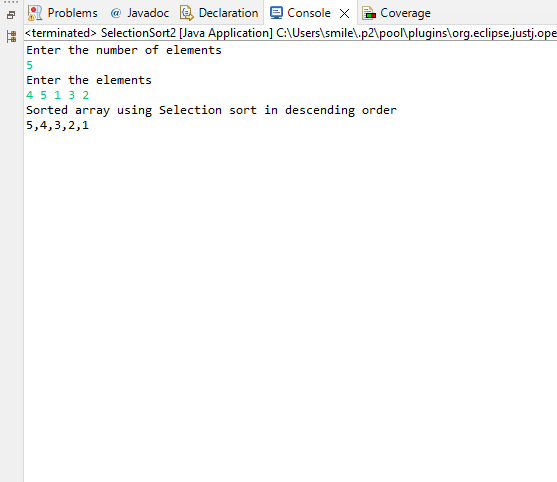 Problems @ Javadoc Declaration Console Coverage
<terminated> SelectionSort2 [Java Application] C:\Users\smile\.p2\pool\plugins\org.eclipse.justj.ope
Enter the number of elements
5
Enter the elements
4 5 1 3 2
Sorted array using Selection sort in descending order
5,4,3,2,1